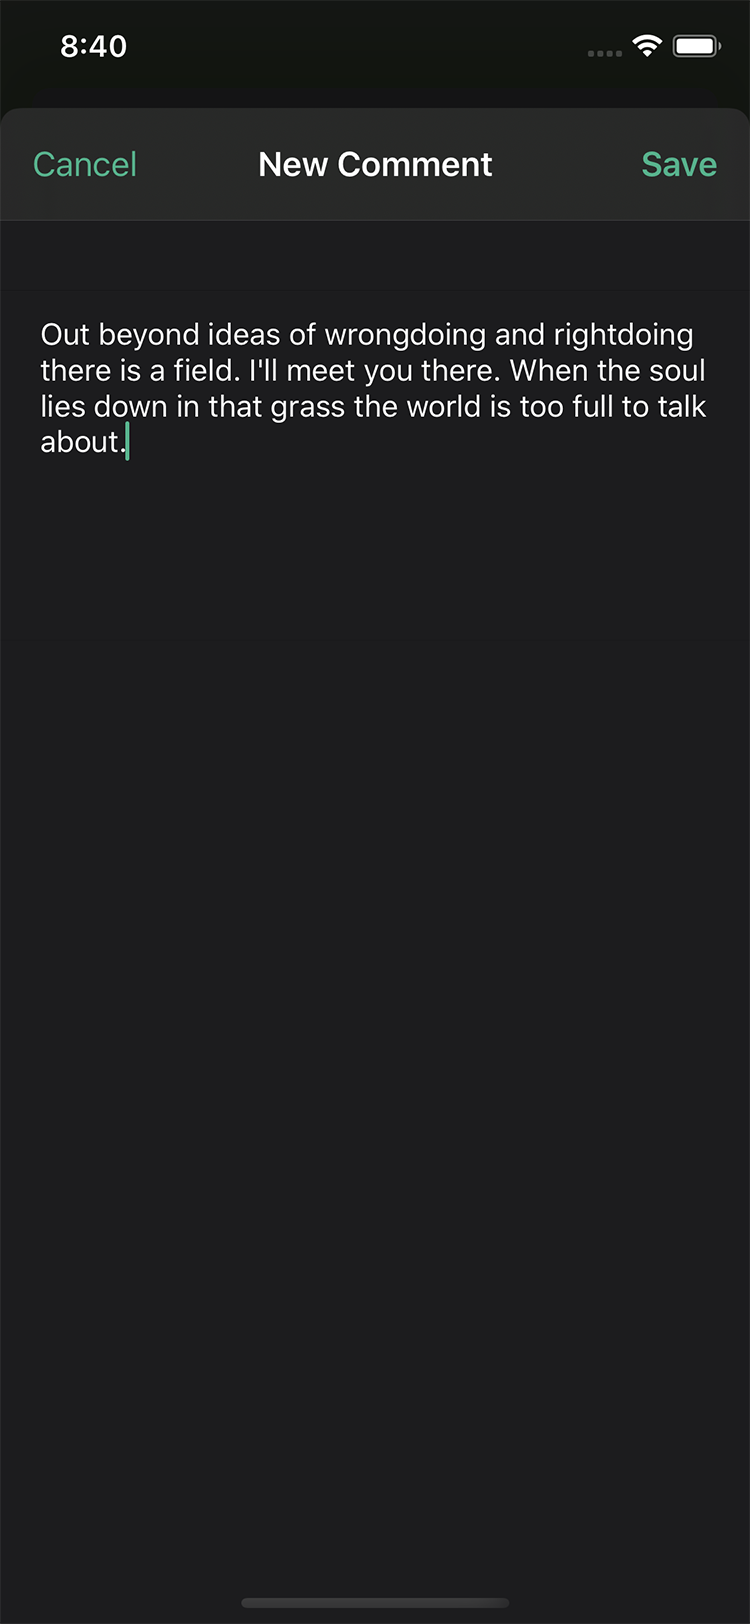 8:40
Cancel New Comment Save
Out beyond ideas of wrongdoing and rightdoing
there is a field. I'll meet you there. When the soul
lies down in that grass the world is too full to talk
about.